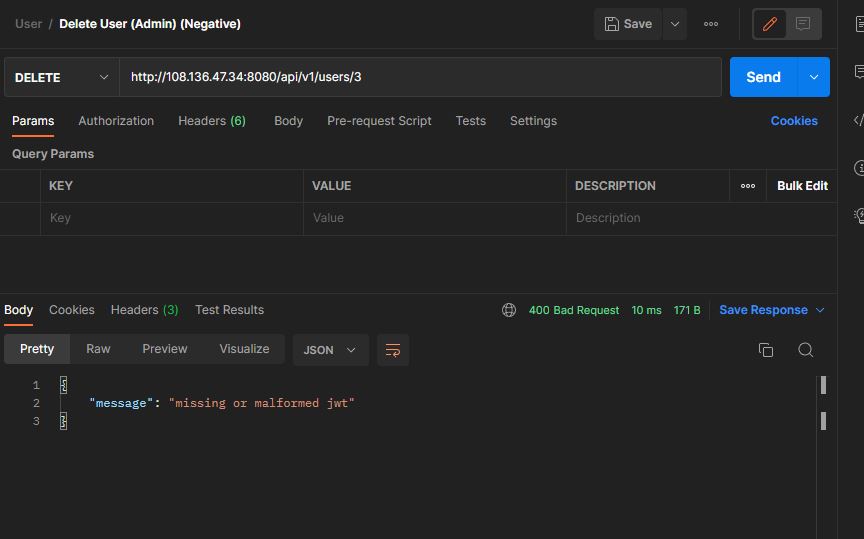 User / Delete User (Admin) (Negative)
Save
DELETE
http://108.136.47.34:8080/api/v1/users/3
Send
Params Authorization Headers (6) Body Pre-request Script Tests Settings Cookies
Query Params
KEY VALUE DESCRIPTION Bulk Edit
Key Value Description
Body Cookies Headers (3) Test Results 400 Bad Request 10 ms 171 B Save Response
Pretty Raw Preview Visualize JSON
1 {
2 "message": "missing or malformed jwt"
3 }